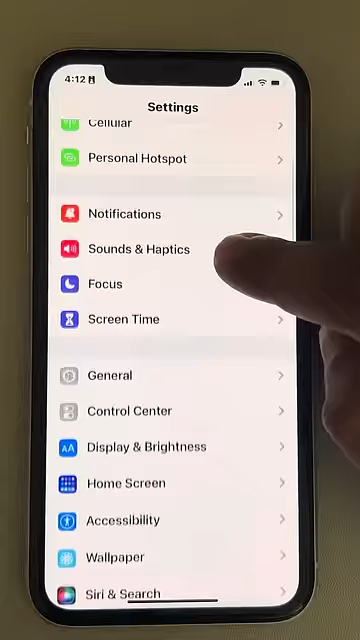 4:12
Settings
Cellular
Personal Hotspot
Notifications
Sounds & Haptics
Focus
Screen Time
General
Control Center
AA Display & Brightness
Home Screen
Accessibility
Wallpaper
Siri & Search